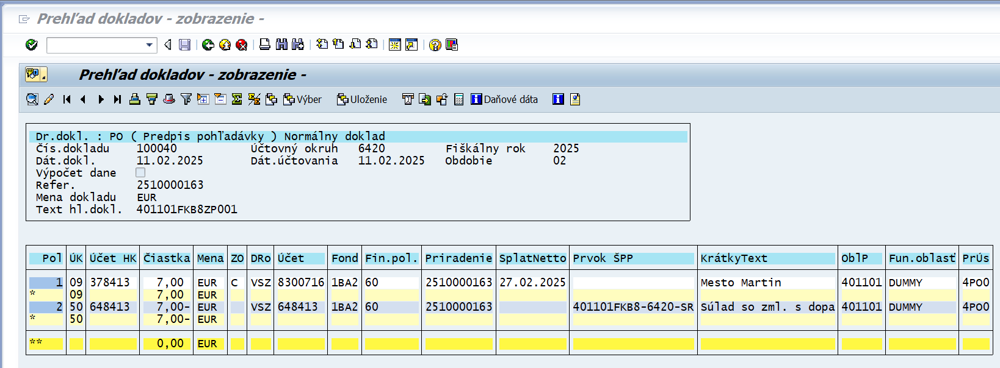 Prehľad dokladov - zobrazenie -
Prehľad dokladov - zobrazenie -
Výber Uloženie Daňové dáta
Dr.dokl. : PO ( Predpis pohľadávky ) Normálny doklad
Čís.dokladu 100040 Účtovný okruh 6420 Fiškálny rok 2025
Dát.dokl. 11.02.2025 Dát.účtovania 11.02.2025 Obdobie 02
Výpočet dane
Refer. 2510000163
Mena dokladu EUR
Text hl.dokl. 401101FKB8ZP001
Pol ÚK Účet HK Čiastka Mena ZO DRo Účet Fond Fin.pol. Priradenie SplatNetto Prvok ŠPP KrátkyText OblP Fun.oblasť PrÚs
1 09 378413 7,00 EUR C VSZ 8300716 1BA2 60 2510000163 27.02.2025 Mesto Martin 401101 DUMMY 4PO0
* 09 7,00 EUR
2 50 648413 7,00- EUR VSZ 648413 1BA2 60 2510000163 401101FKB8-6420-SR Súlad so zml. s dopa 401101 DUMMY 4PO0
* 50 7,00- EUR
** 0,00 EUR